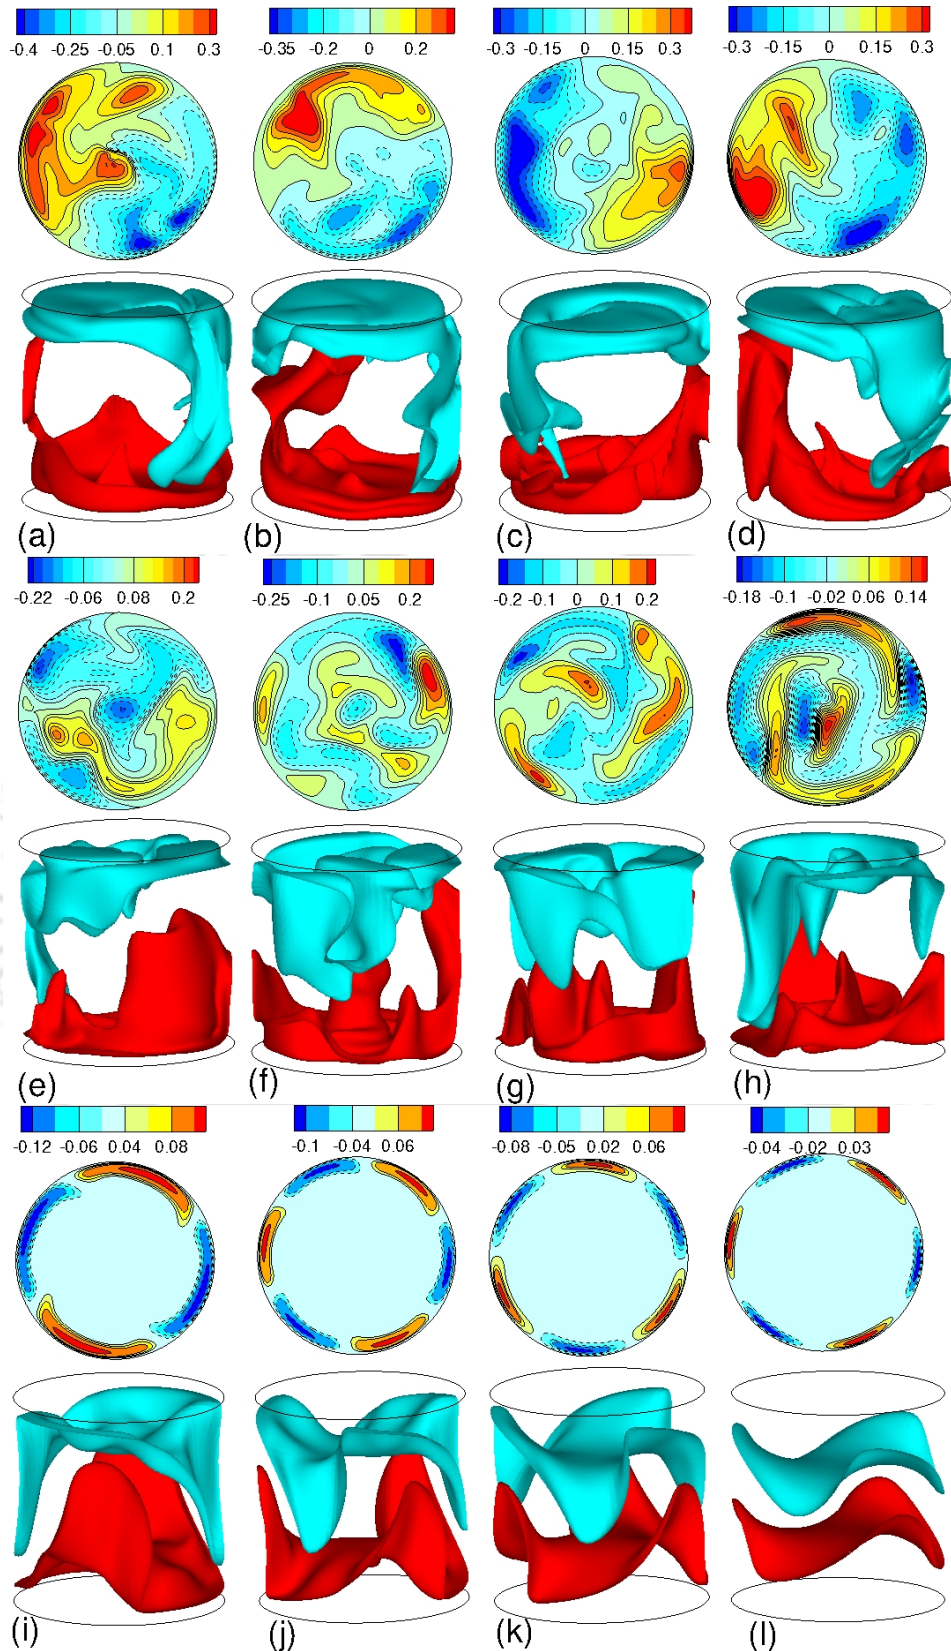 -0.4 -0.25 -0.05 0.1 0.3
-0.35 -0.2 0 0.2
-0.3 -0.15 0 0.15 0.3
-0.3 -0.15 0 0.15 0.3
(a)
(b)
(c)
(d)
-0.22 -0.06 0.08 0.2
-0.25 -0.1 0.05 0.2
-0.2 -0.1 0 0.1 0.2
-0.18 -0.1 -0.02 0.06 0.14
(e)
(f)
(g)
(h)
-0.12 -0.06 0.04 0.08
-0.1 -0.04 0.06
-0.08 -0.05 0.02 0.06
-0.04 -0.02 0.03
(i)
(j)
(k)
(l)